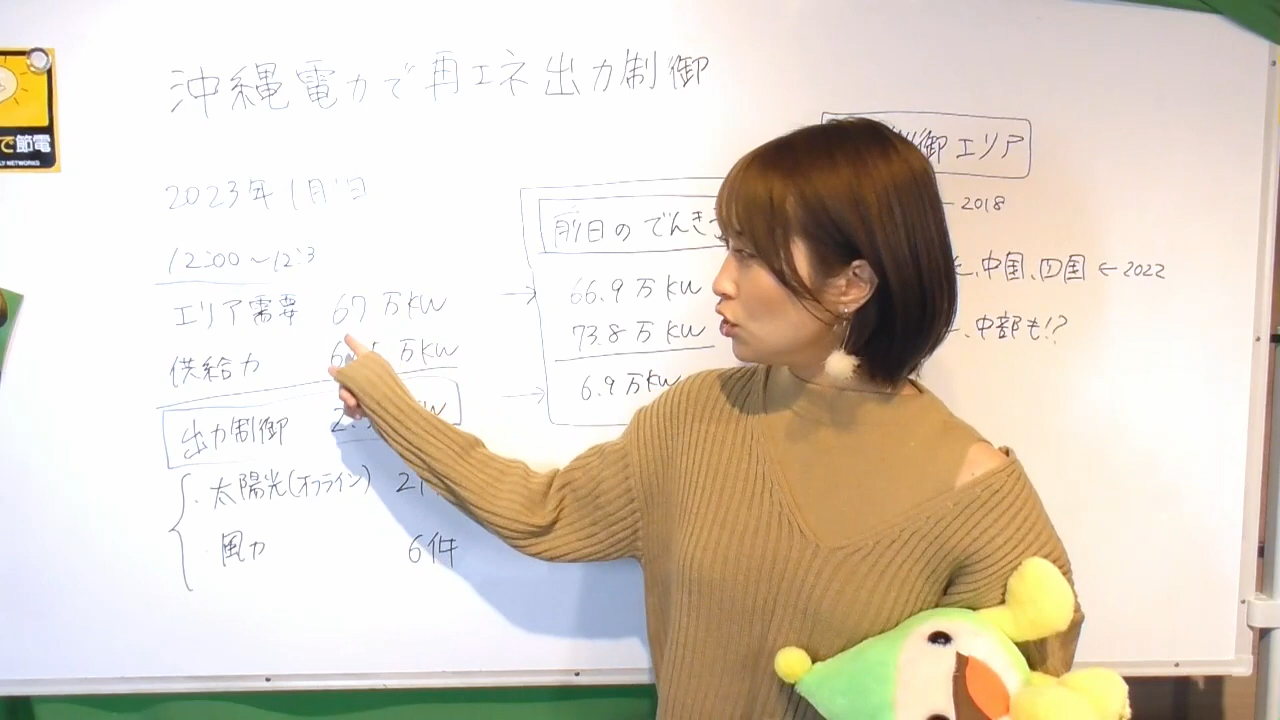 沖縄電力で再エネ出力制御
で節電
LY NETWORKS
2023年1月1日
12:00〜12:3
エリア需要 67万KW
供給力 万KW
出力制御
・太陽光(オフライン)
・風力 6件
前日のでんき
66.9万KW
73.8万KW
6.9万KW
御エリア
2018
中国、四国 ← 2022
中部も!?